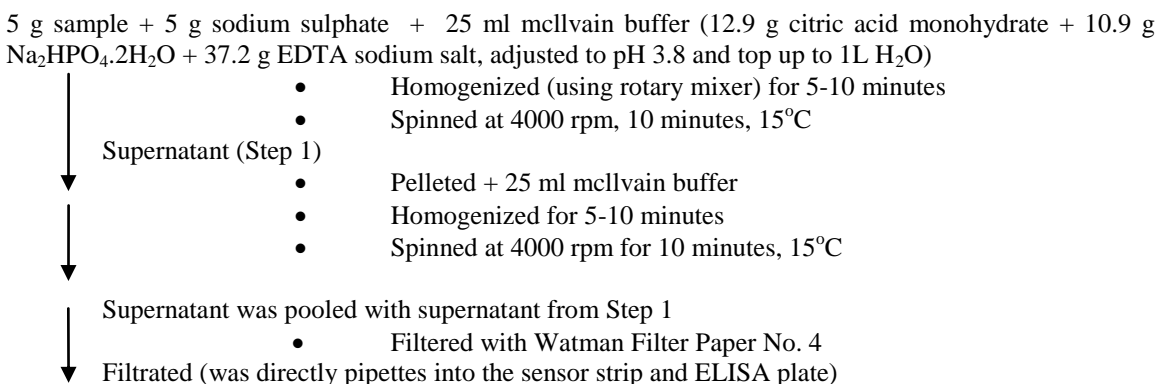 5 g sample + 5 g sodium sulphate + 25 ml mcllvain buffer (12.9 g citric acid monohydrate + 10.9 g
Na₂HPO₄.2H₂O + 37.2 g EDTA sodium salt, adjusted to pH 3.8 and top up to 1L H₂O)
• Homogenized (using rotary mixer) for 5-10 minutes
• Spinned at 4000 rpm, 10 minutes, 15°C
Supernatant (Step 1)
• Pelleted + 25 ml mcllvain buffer
• Homogenized for 5-10 minutes
• Spinned at 4000 rpm for 10 minutes, 15°C
Supernatant was pooled with supernatant from Step 1
• Filtered with Watman Filter Paper No. 4
Filtrated (was directly pipettes into the sensor strip and ELISA plate)